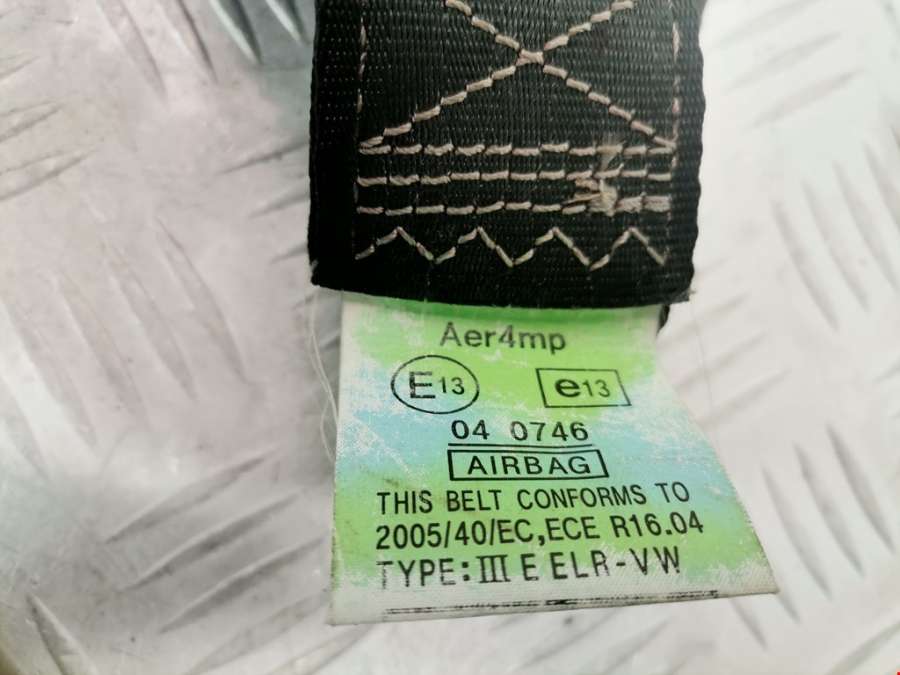 Aer4mp
E13 e13
04 0746
AIRBAG
THIS BELT CONFORMS TO
2005/40/EC,ECE R16.04
TYPE: III E ELR-VW